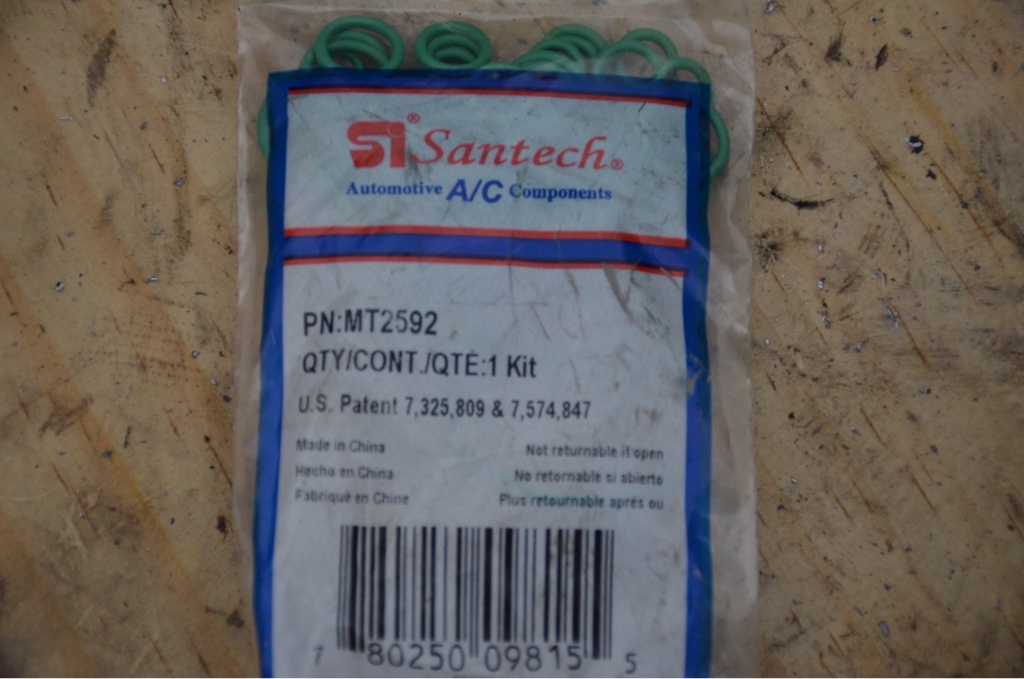 Si® Santech®
Automotive A/C Components
PN:MT2592
QTY/CONT./QTÉ:1 Kit
U.S. Patent 7,325,809 & 7,574,847
Made in China Not returnable if open
Hecho en China No retornable si abierto
Fabriqué en Chine Plus retournable aprés ou
7 80250 09815 5